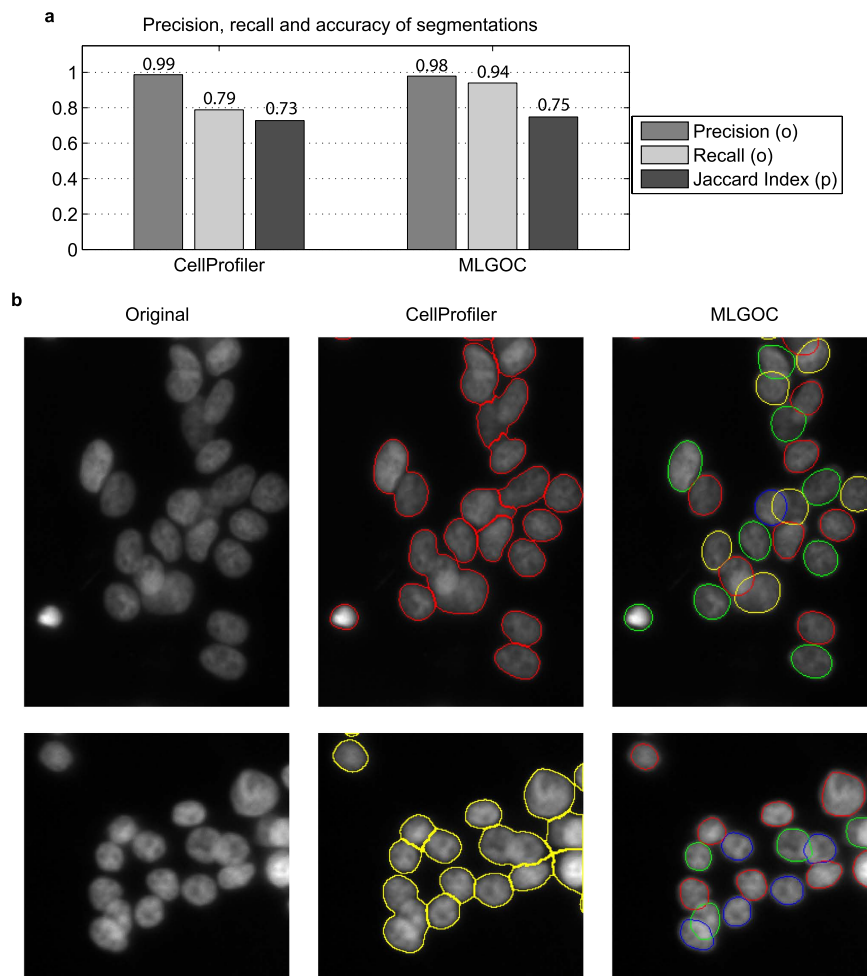 a
Precision, recall and accuracy of segmentations
0.99
0.79
0.73
0.98
0.94
0.75
1
0.8
0.6
0.4
0.2
0
CellProfiler
MLGOC
Precision (o)
Recall (o)
Jaccard Index (p)
b
Original
CellProfiler
MLGOC